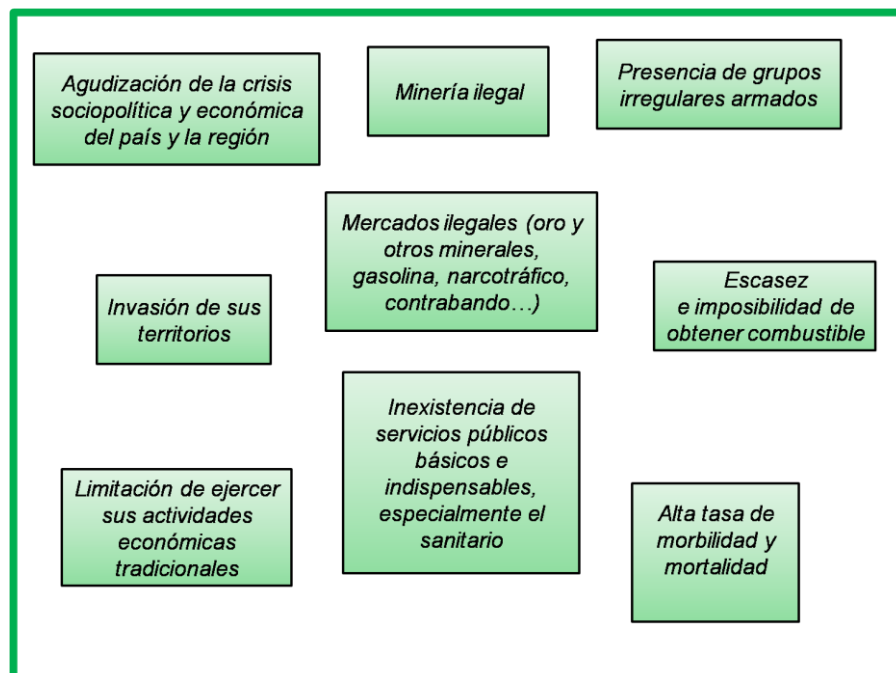 Agudización de la crisis
sociopolítica y económica
del país y la región
Minería ilegal
Presencia de grupos
irregulares armados
Mercados ilegales (oro y
otros minerales,
gasolina, narcotráfico,
contrabando…)
Invasión de sus
territorios
Escasez
e imposibilidad de
obtener combustible
Inexistencia de
servicios públicos
básicos e
indispensables,
especialmente el
sanitario
Limitación de ejercer
sus actividades
económicas
tradicionales
Alta tasa de
morbilidad y
mortalidad